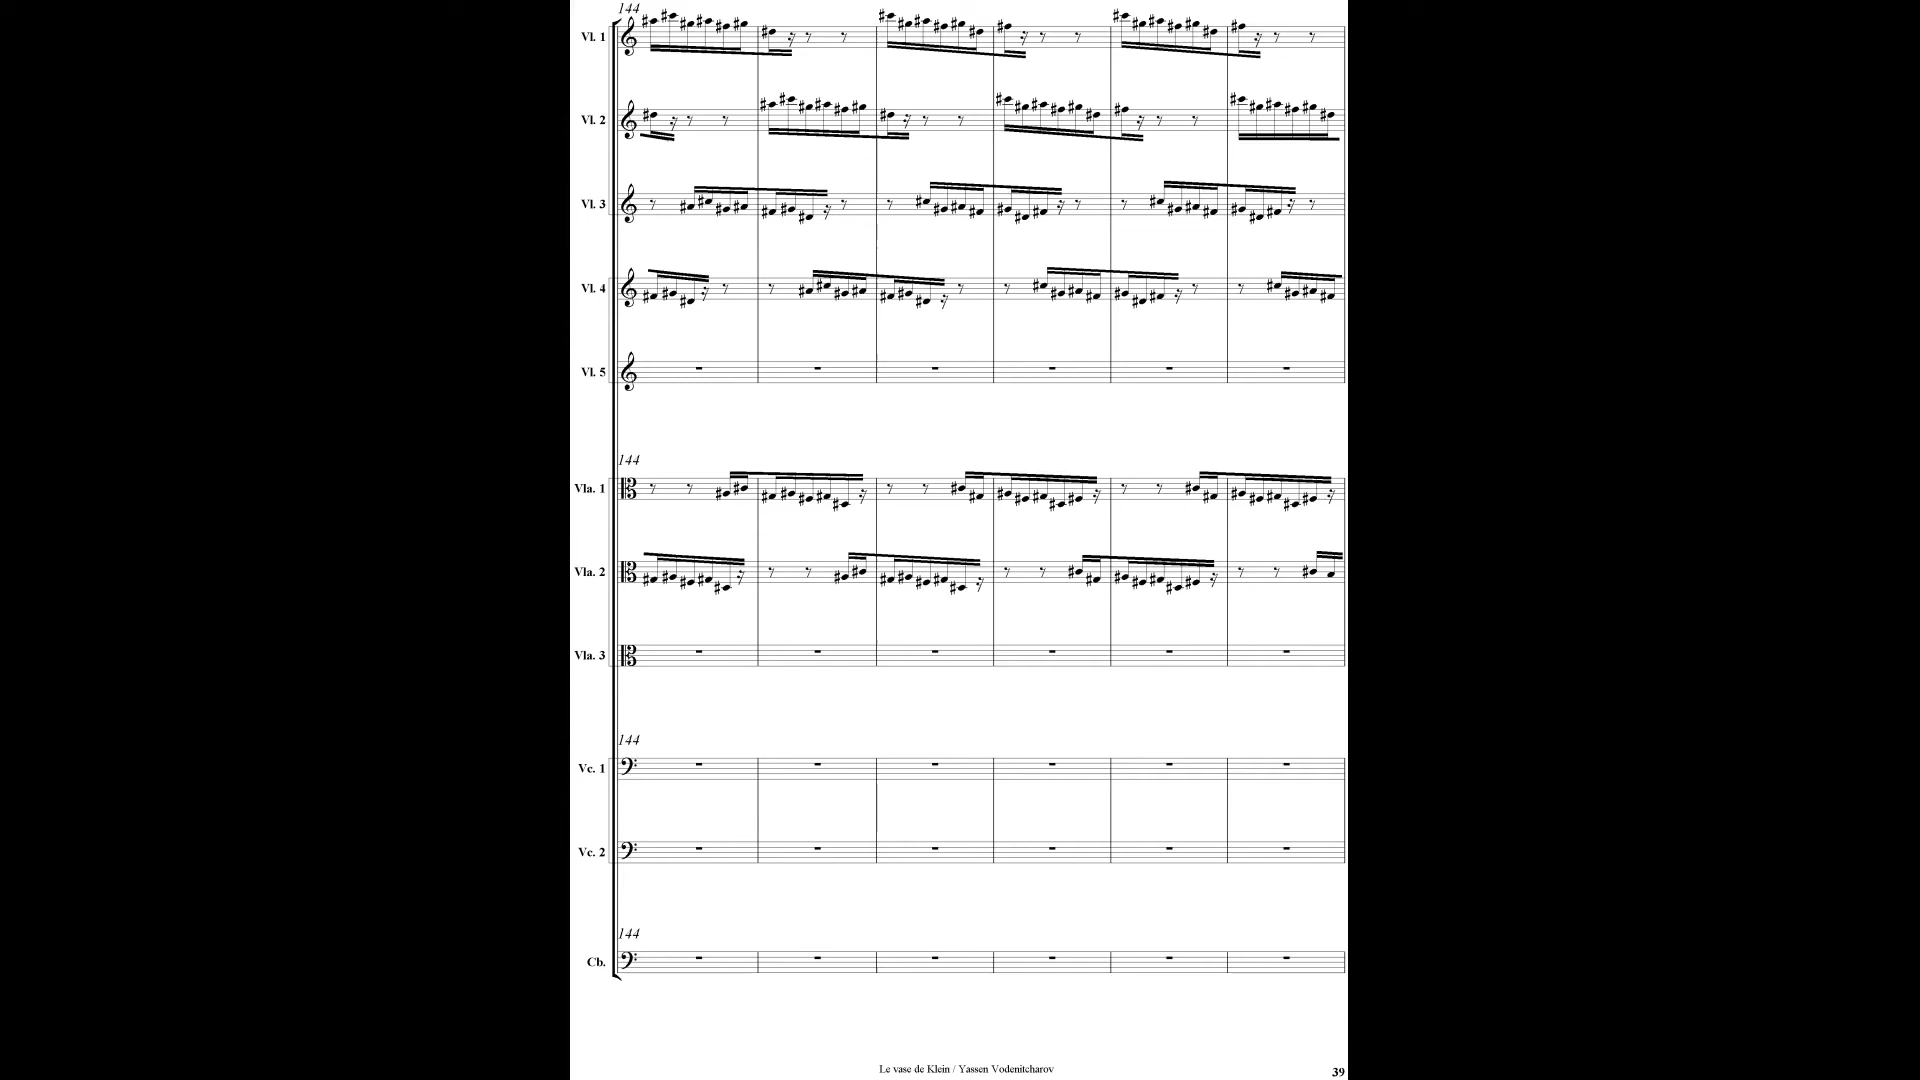 144
Vl. 1
Vl. 2
Vl. 3
Vl. 4
Vl. 5
144
Vla. 1
Vla. 2
Vla. 3
144
Vc. 1
Vc. 2
144
Cb.
Le vase de Klein / Yassen Vodenitcharov
39